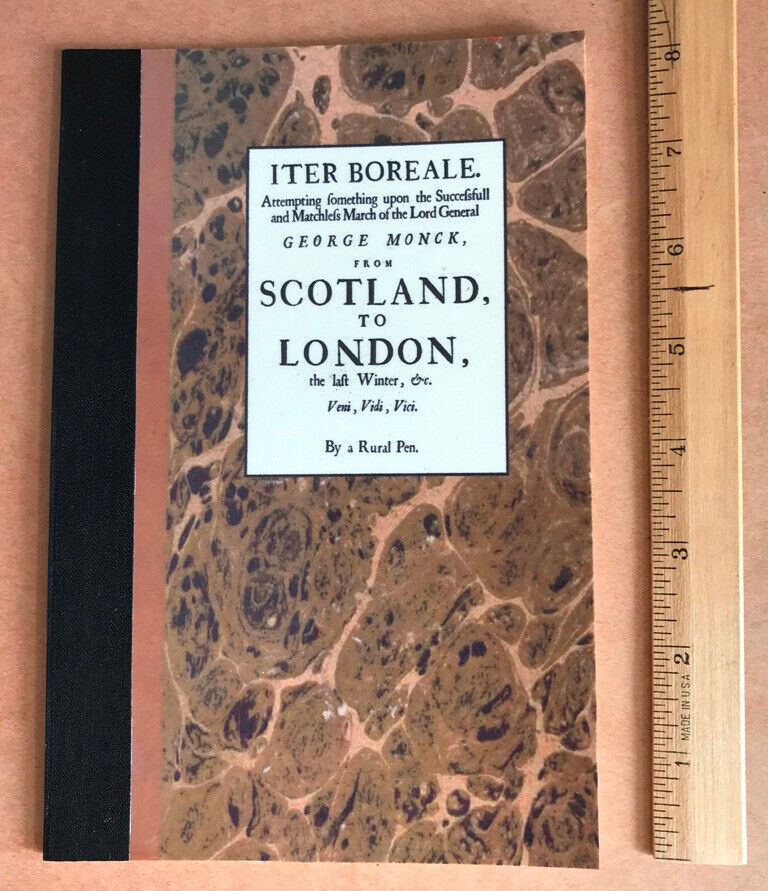 ITER BOREALE.
Attempting ſomething upon the Succeſsfull
and Matchleſs March of the Lord General
GEORGE MONCK,
FROM
SCOTLAND,
TO
LONDON,
the laſt Winter, &c.
Veni, Vidi, Vici.
By a Rural Pen.
8
7
6
5
4
3
2
1
MADE IN U.S.A